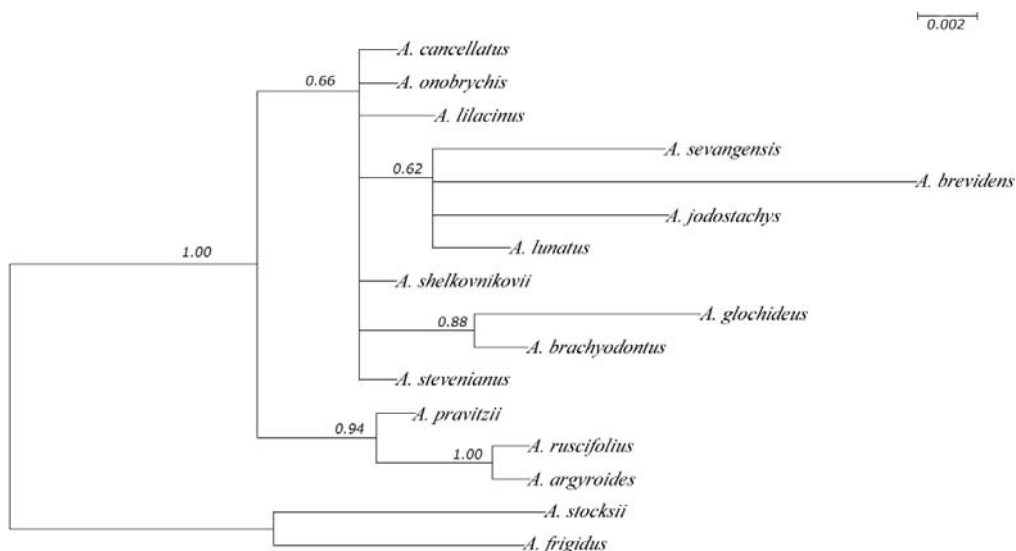 0.002
A. cancellatus
0.66
A. onobrychis
A. lilacinus
A. sevangensis
0.62
A. brevidens
A. jodostachys
A. lunatus
1.00
A. shelkovnikovii
A. glochideus
0.88
A. brachyodontus
A. stevenianus
A. pravitzii
0.94
A. ruscifolius
1.00
A. argyroides
A. stocksii
A. frigidus